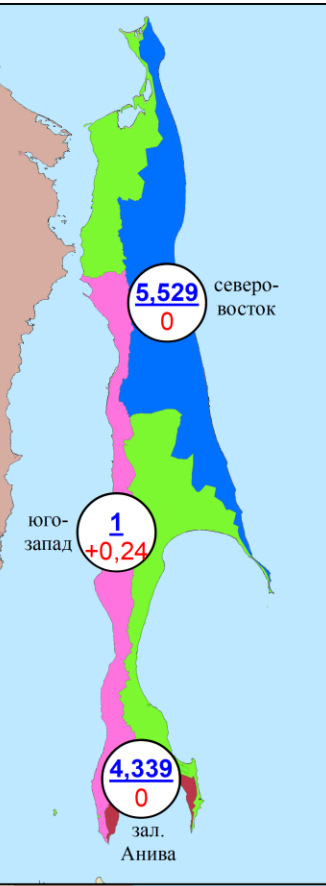 5,529
0
северо-
восток
юго-
запад
1
+0,24
4,339
0
зал.
Анива